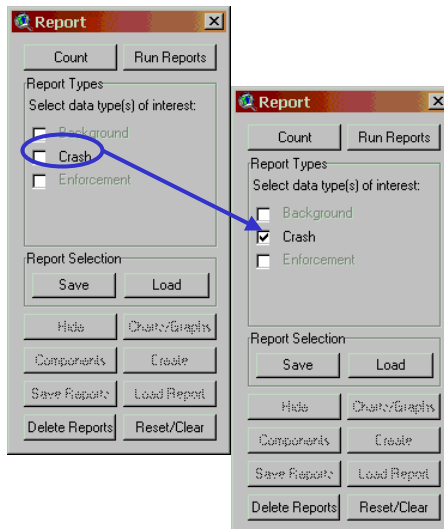 Report
Count Run Reports
Report Types
Select data type(s) of interest:
Background
Crash
Enforcement
Report Selection
Save Load
Hide Charts/Graphs
Components Create
Save Reports Load Report
Delete Reports Reset/Clear
Report
Count Run Reports
Report Types
Select data type(s) of interest:
Background
Crash
Enforcement
Report Selection
Save Load
Hide Charts/Graphs
Components Create
Save Reports Load Report
Delete Reports Reset/Clear